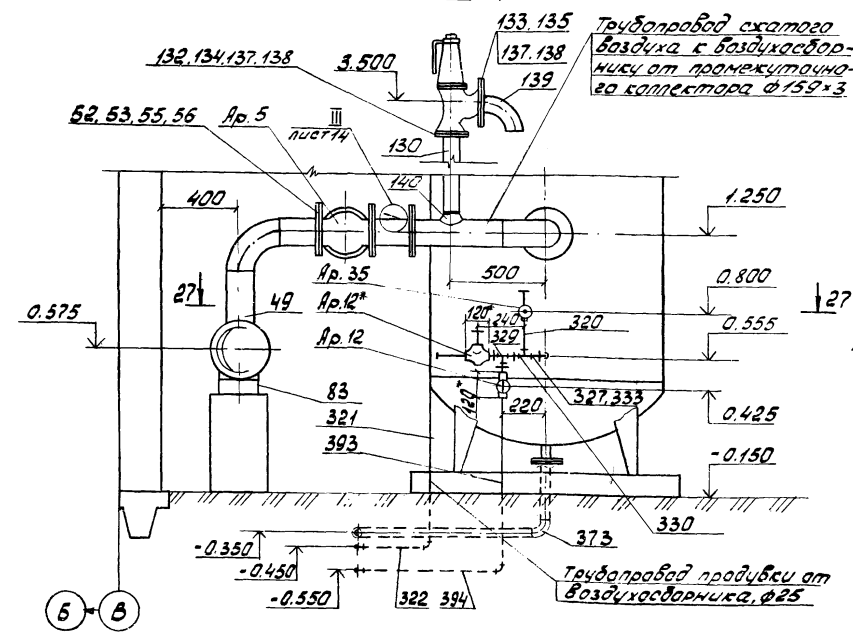 133, 135
137.138
139
Трубопровод сжатого
воздуха к воздухосбор-
нику от промежуточно-
го коллектора ф159×3
132,134,137.138
3.500
52, 53, 55, 56
Ар. 5
III
лист 14
130
140
400
1.250
500
Ар. 35
0.800
27
27
49
Ар.12*
120*
240
320
0.575
329
0.555
Ар. 12
83
120*
220
327,333
0.425
321
393
-0.150
330
-0.350
373
-0.450
-0.550
322
394
Трубопровод продувки от
воздухосборника, ф25
Б
В